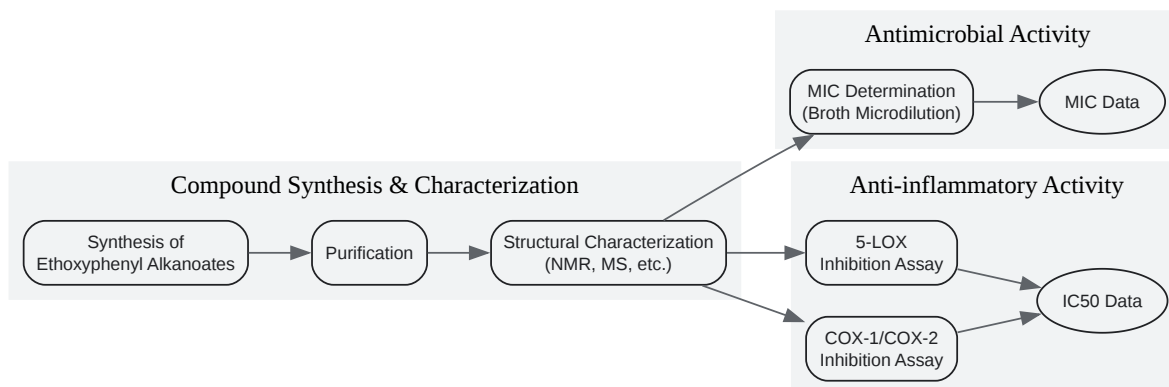 Antimicrobial Activity
MIC Determination
(Broth Microdilution)
MIC Data
Compound Synthesis & Characterization
Synthesis of
Ethoxyphenyl Alkanoates
Purification
Structural Characterization
(NMR, MS, etc.)
Anti-inflammatory Activity
5-LOX
Inhibition Assay
COX-1/COX-2
Inhibition Assay
IC50 Data